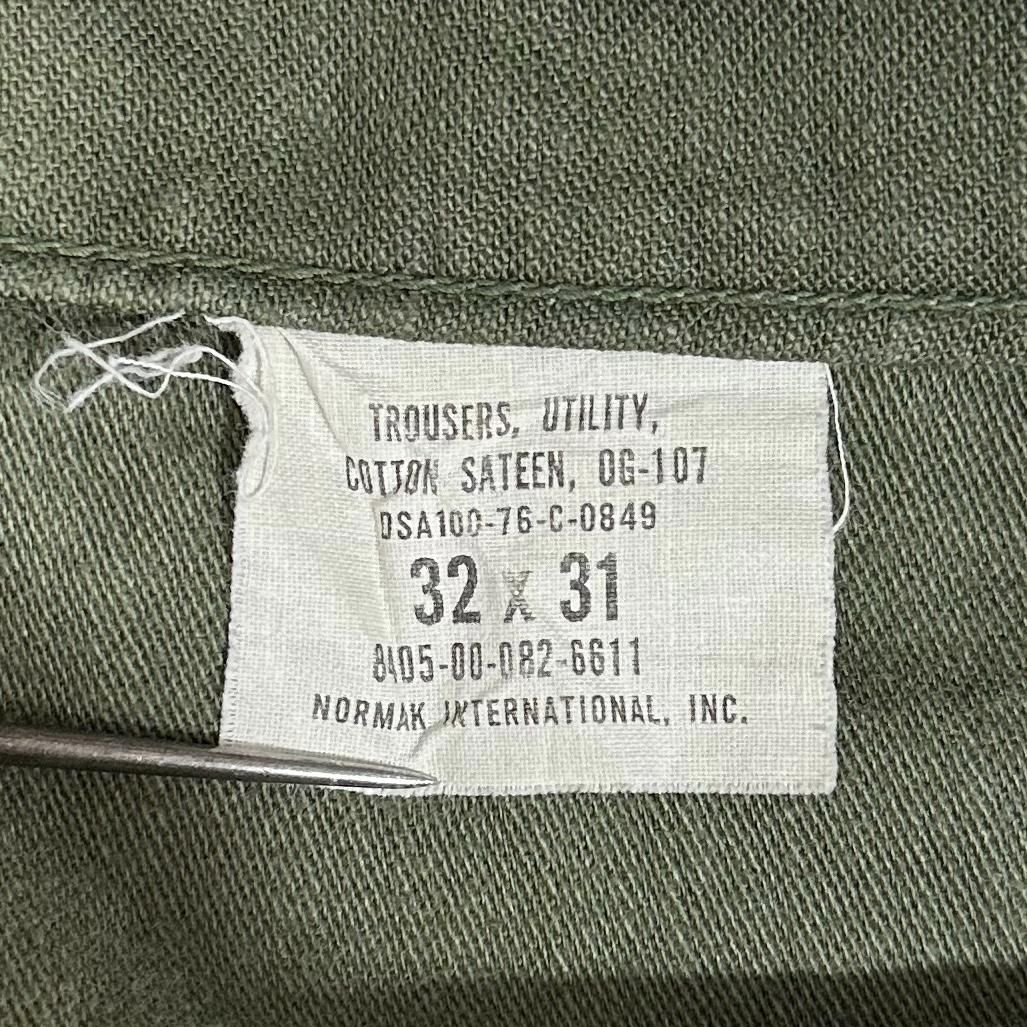 TROUSERS, UTILITY,
COTTON SATEEN, OG-107
DSA100-76-C-0849
32 X 31
8405-00-082-6611
NORMAK INTERNATIONAL, INC.